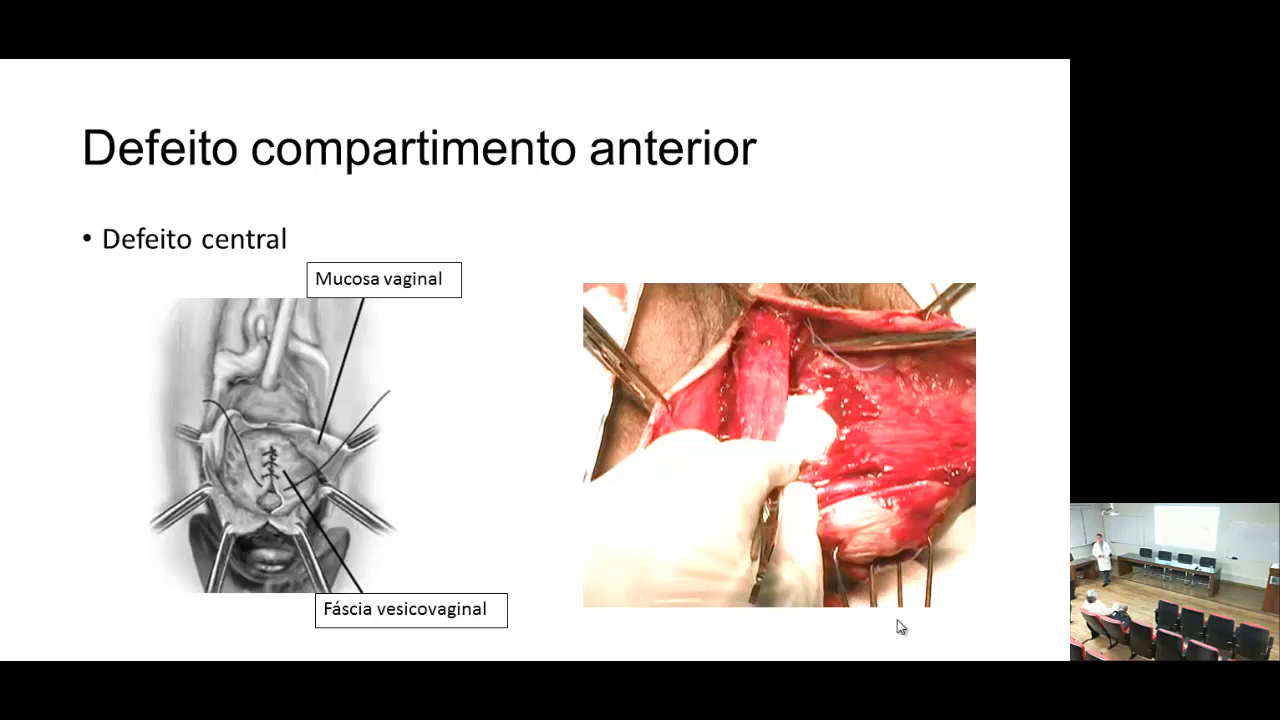 Defeito compartimento anterior
• Defeito central
Mucosa vaginal
Fáscia vesicovaginal